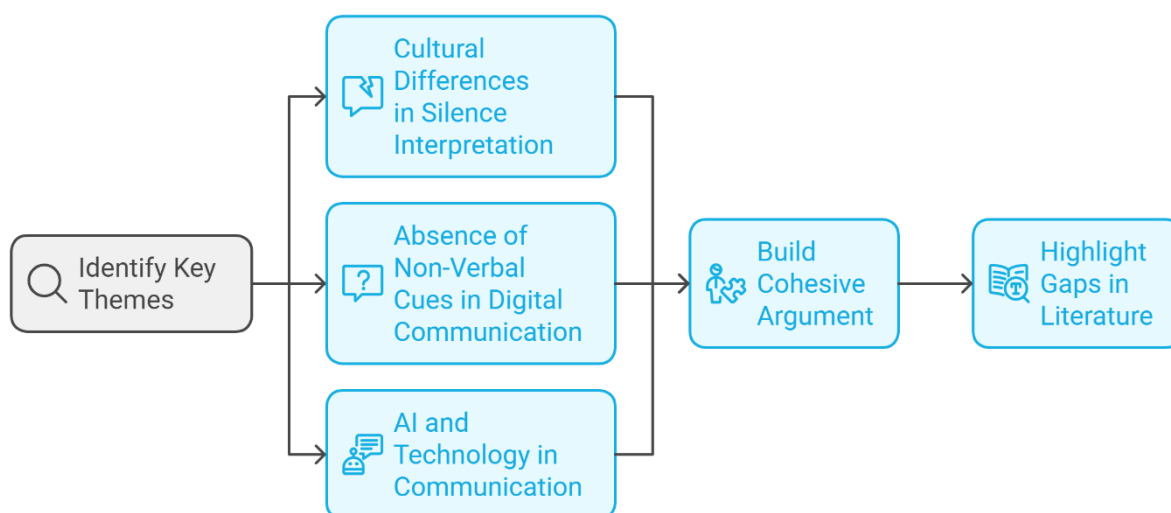 Identify Key
Themes
Cultural
Differences
in Silence
Interpretation
Absence of
Non-Verbal
Cues in Digital
Communication
?
AI and
Technology in
Communication
Build
Cohesive
Argument
T
Highlight
Gaps in
Literature